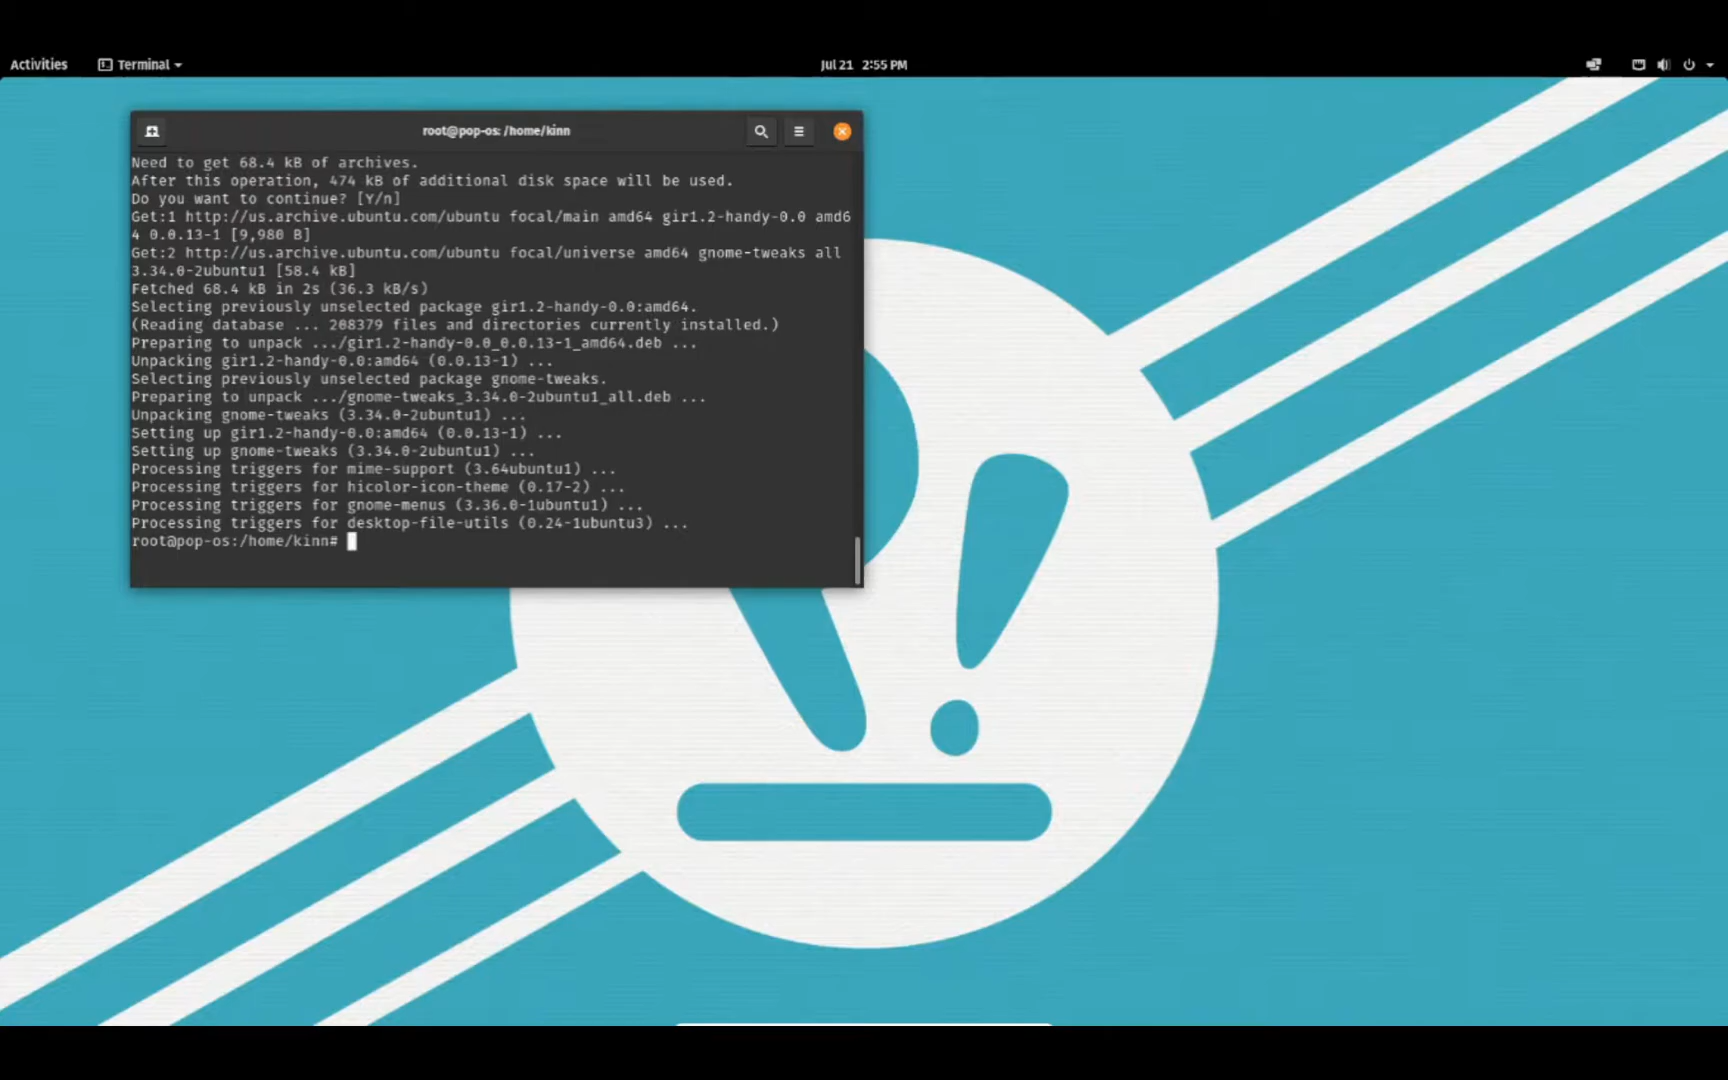 Activities
Terminal
Jul 21 2:55 PM
root@pop-os: /home/kinn
Need to get 68.4 kB of archives.
After this operation, 474 kB of additional disk space will be used.
Do you want to continue? [Y/n]
Get:1 http://us.archive.ubuntu.com/ubuntu focal/main amd64 gir1.2-handy-0.0 amd6
4 0.0.13-1 [9,980 B]
Get:2 http://us.archive.ubuntu.com/ubuntu focal/universe amd64 gnome-tweaks all
3.34.0-2ubuntu1 [58.4 kB]
Fetched 68.4 kB in 2s (36.3 kB/s)
Selecting previously unselected package gir1.2-handy-0.0:amd64.
(Reading database ... 208379 files and directories currently installed.)
Preparing to unpack .../gir1.2-handy-0.0_0.0.13-1_amd64.deb ...
Unpacking gir1.2-handy-0.0:amd64 (0.0.13-1) ...
Selecting previously unselected package gnome-tweaks.
Preparing to unpack .../gnome-tweaks_3.34.0-2ubuntu1_all.deb ...
Unpacking gnome-tweaks (3.34.0-2ubuntu1) ...
Setting up gir1.2-handy-0.0:amd64 (0.0.13-1) ...
Setting up gnome-tweaks (3.34.0-2ubuntu1) ...
Processing triggers for mime-support (3.64ubuntu1) ...
Processing triggers for hicolor-icon-theme (0.17-2) ...
Processing triggers for gnome-menus (3.36.0-1ubuntu1) ...
Processing triggers for desktop-file-utils (0.24-1ubuntu3) ...
root@pop-os:/home/kinn#